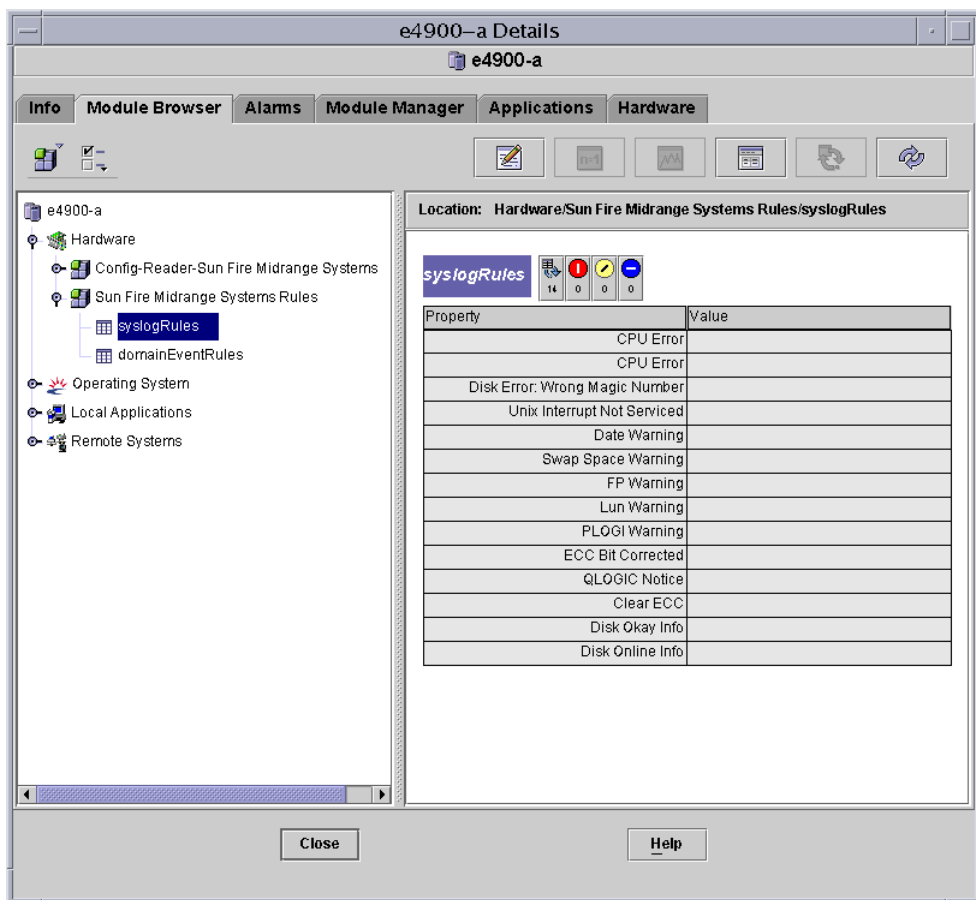 e4900–a Details
e4900-a
Info Module Browser Alarms Module Manager Applications Hardware
n=1
e4900-a
Hardware
Config-Reader-Sun Fire Midrange Systems
Sun Fire Midrange Systems Rules
syslogRules
domainEventRules
Operating System
Local Applications
Remote Systems
Location: Hardware/Sun Fire Midrange Systems Rules/syslogRules
syslogRules 14 0 0 0
Property Value
CPU Error
CPU Error
Disk Error: Wrong Magic Number
Unix Interrupt Not Serviced
Date Warning
Swap Space Warning
FP Warning
Lun Warning
PLOGI Warning
ECC Bit Corrected
QLOGIC Notice
Clear ECC
Disk Okay Info
Disk Online Info
Close Help